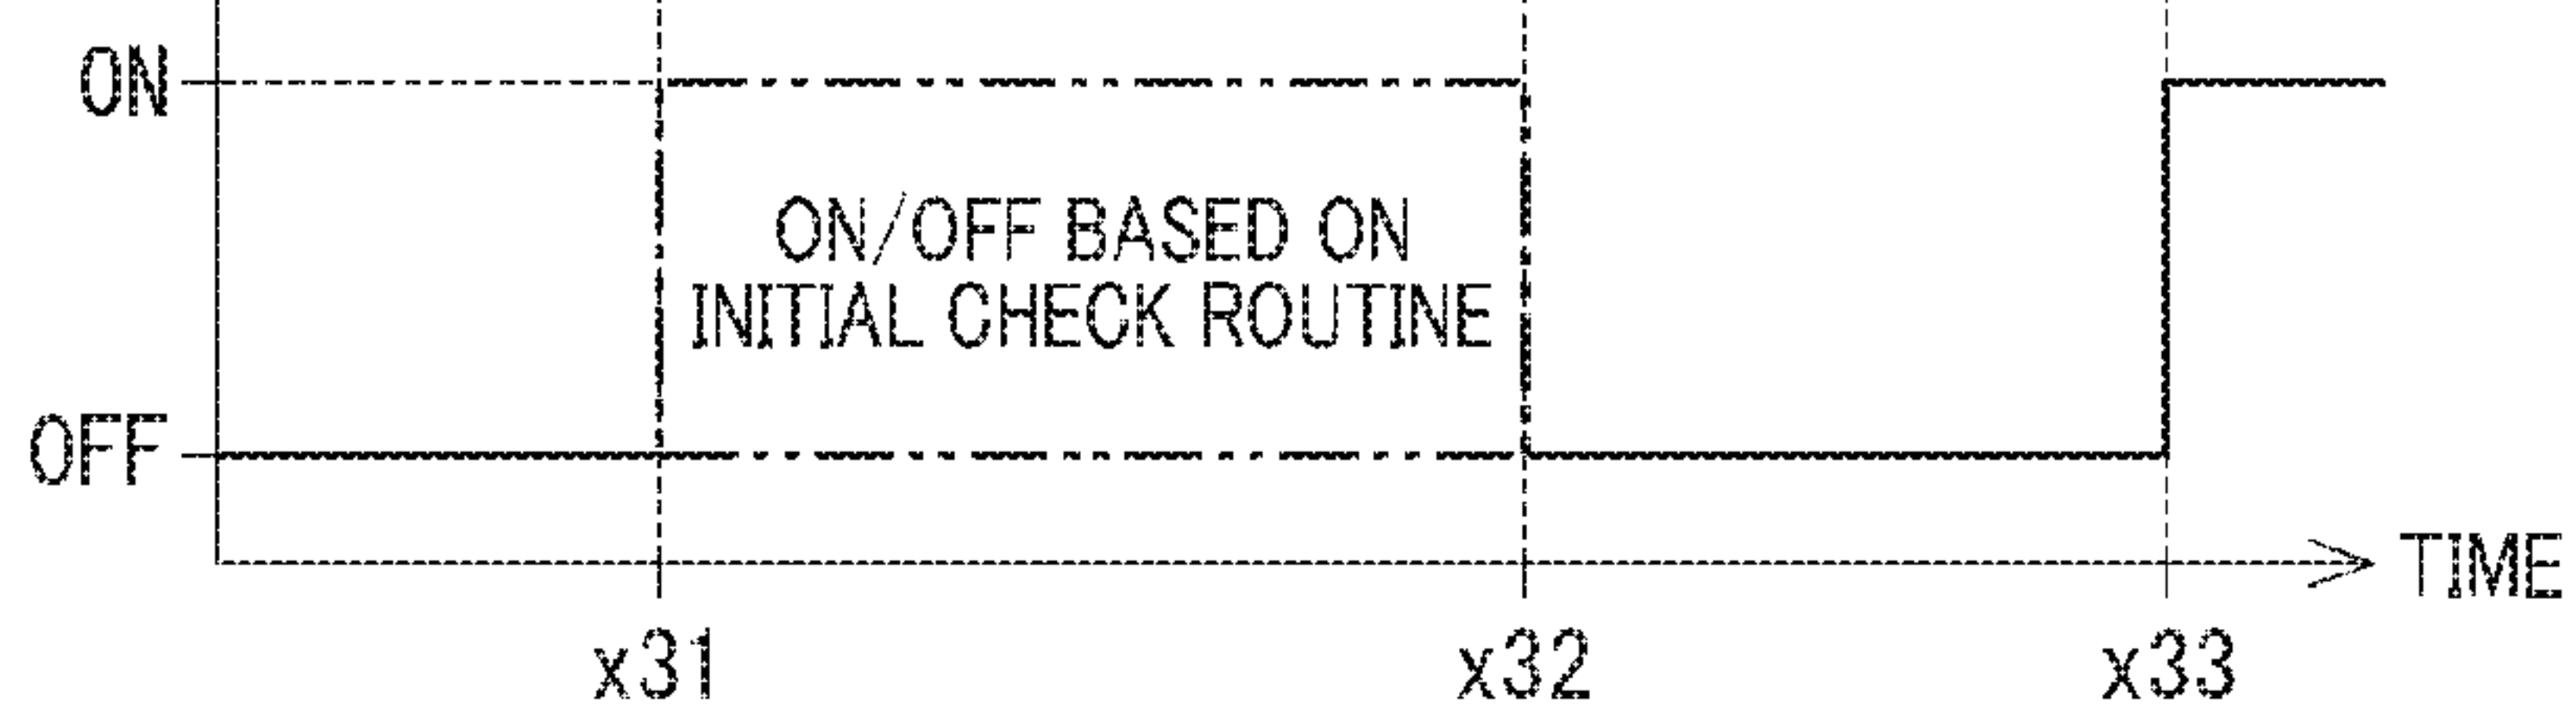 ON
ON/OFF BASED ON
INITIAL CHECK ROUTINE
OFF
TIME
x31
x32
x33